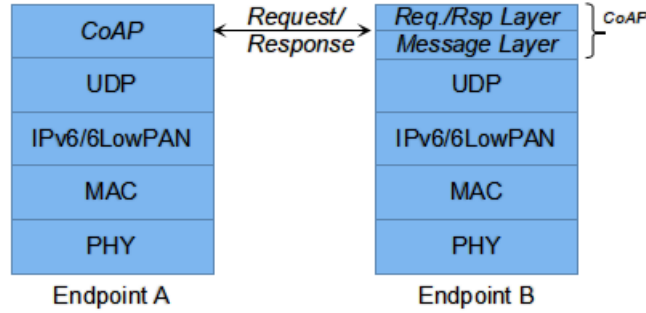 CoAP
UDP
IPv6/6LowPAN
MAC
PHY
Endpoint A
Request/
Response
Req./Rsp Layer
Message Layer
UDP
IPv6/6LowPAN
MAC
PHY
Endpoint B
CoAP